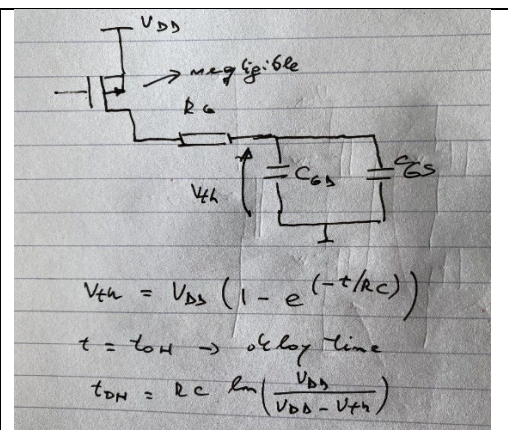 VDD
negligible
RG
Vth
CGD
CGS
Vth = VDD (1 - e^(-t/RC))
t = tDH → delay time
tDH = RC ln(VDD / (VDD - Vth))